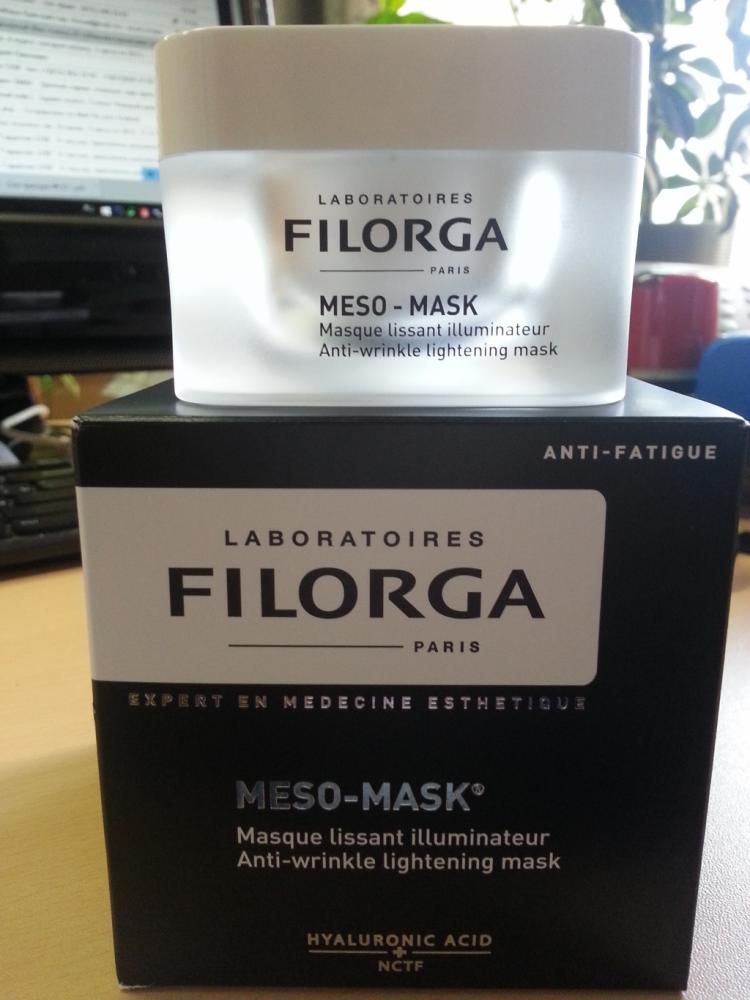 LABORATOIRES
FILORGA
PARIS
MESO - MASK
Masque lissant illuminateur
Anti-wrinkle lightening mask
ANTI-FATIGUE
LABORATOIRES
FILORGA
PARIS
EXPERT EN MEDECINE ESTHETIQUE
MESO-MASK®
Masque lissant illuminateur
Anti-wrinkle lightening mask
HYALURONIC ACID
+
NCTF